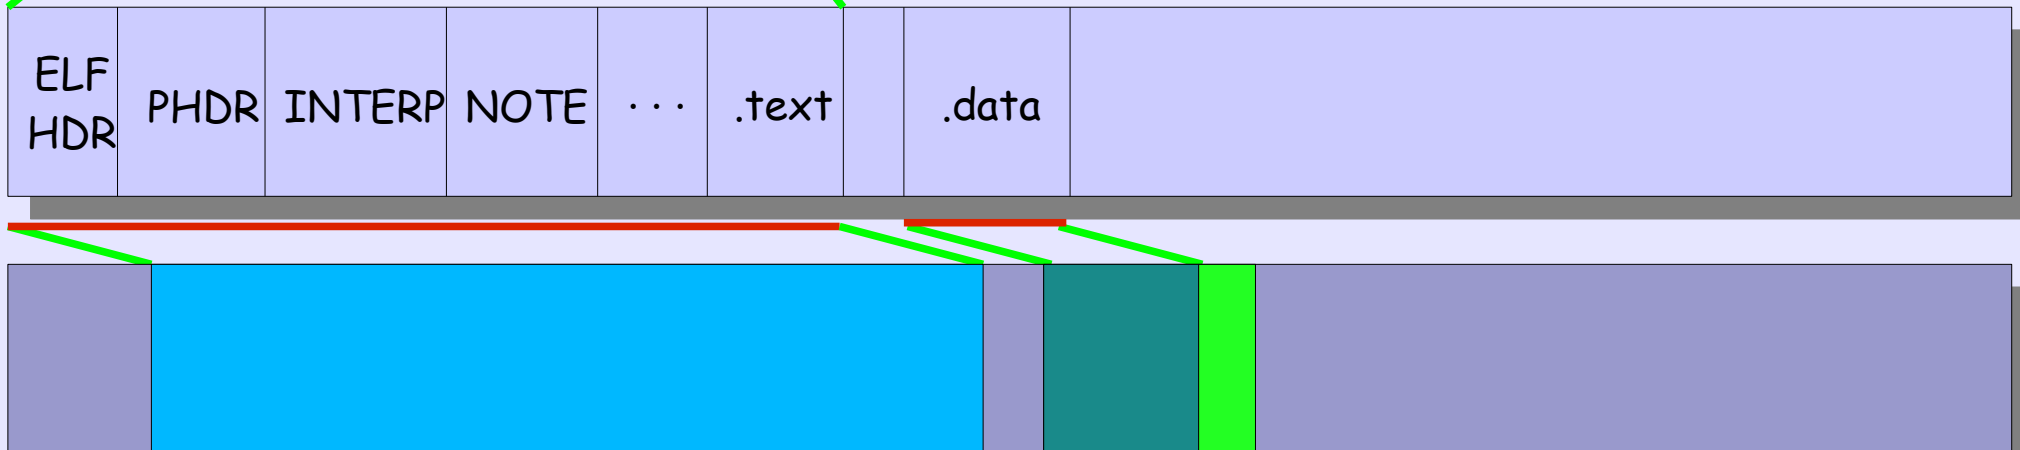 ELF
HDR
PHDR
INTERP
NOTE
. . .
.text
.data